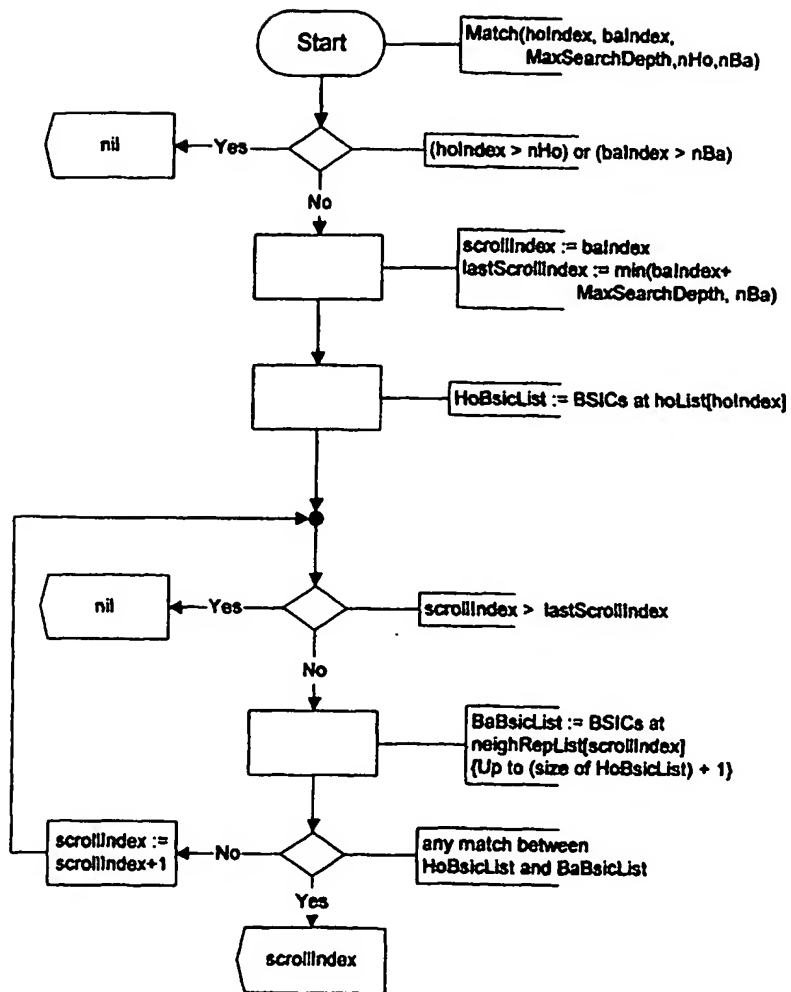 Start
Match(hoIndex, baIndex,
MaxSearchDepth,nHo,nBa)
nil
Yes
(hoIndex > nHo) or (baIndex > nBa)
No
scrollIndex := baIndex
lastScrollIndex := min(baIndex+
MaxSearchDepth, nBa)
HoBsicList := BSICs at hoList[hoIndex]
nil
Yes
scrollIndex > lastScrollIndex
No
BaBsicList := BSICs at
neighRepList[scrollIndex]
{Up to (size of HoBsicList) + 1}
scrollIndex :=
scrollIndex+1
No
any match between
HoBsicList and BaBsicList
Yes
scrollIndex